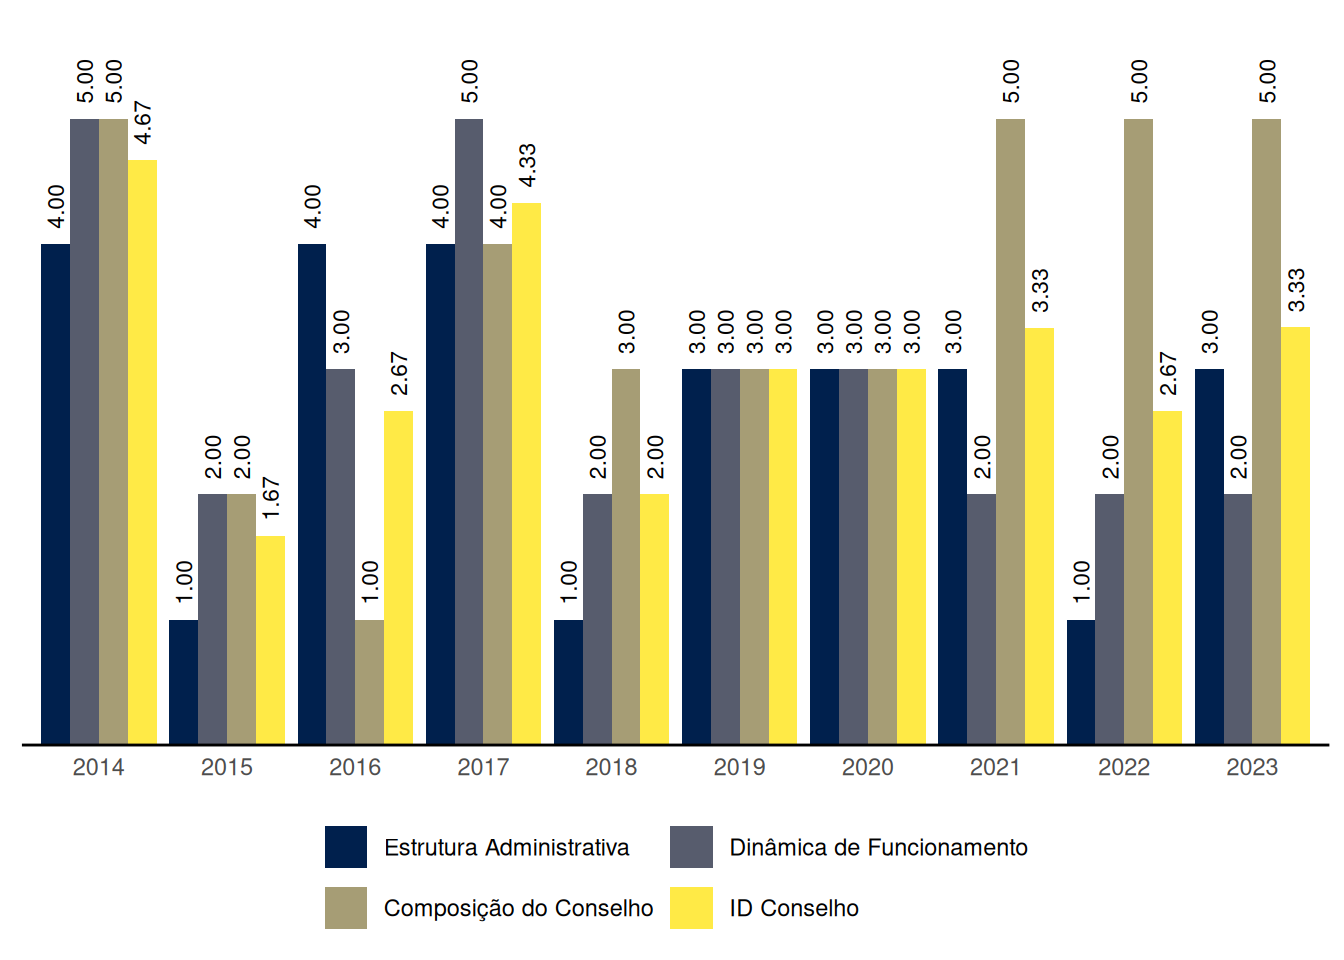 4.00 5.00 5.00 4.67 1.00 2.00 2.00 1.67 4.00 3.00 1.00 2.67 4.00 5.00 4.00 4.33 1.00 2.00 3.00 2.00 3.00 3.00 3.00 3.00 3.00 3.00 3.00 3.00 3.00 2.00 5.00 3.33 1.00 2.00 5.00 2.67 3.00 2.00 5.00 3.33
2014 2015 2016 2017 2018 2019 2020 2021 2022 2023
Estrutura Administrativa Dinâmica de Funcionamento
Composição do Conselho ID Conselho